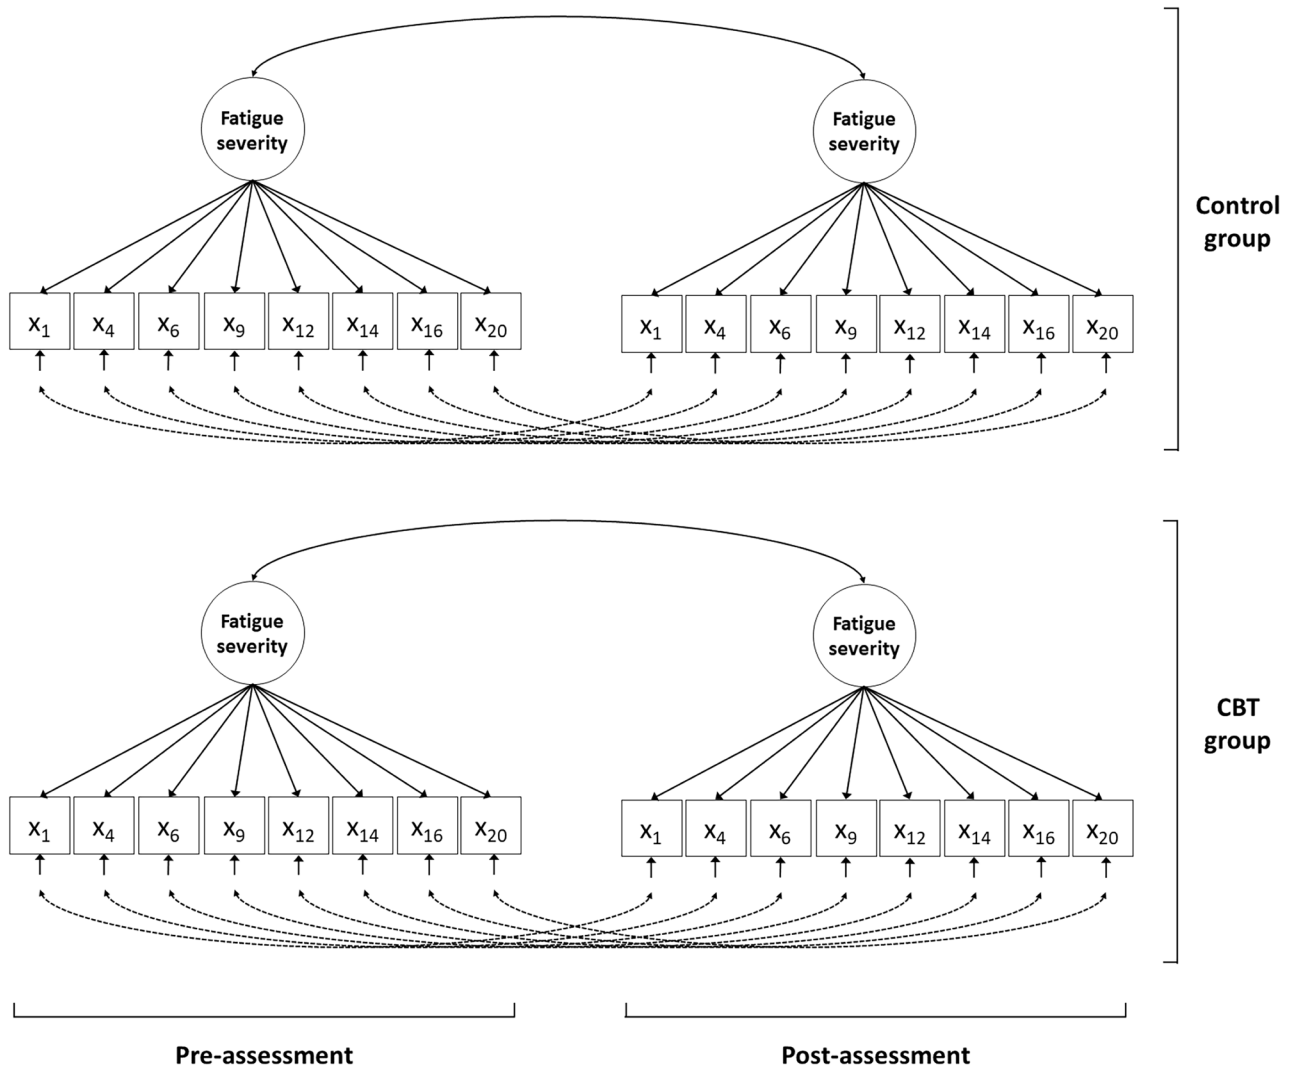 Fatigue
severity
Fatigue
severity
Control
group
x1 x4 x6 x9 x12 x14 x16 x20
x1 x4 x6 x9 x12 x14 x16 x20
Fatigue
severity
Fatigue
severity
CBT
group
x1 x4 x6 x9 x12 x14 x16 x20
x1 x4 x6 x9 x12 x14 x16 x20
Pre-assessment
Post-assessment